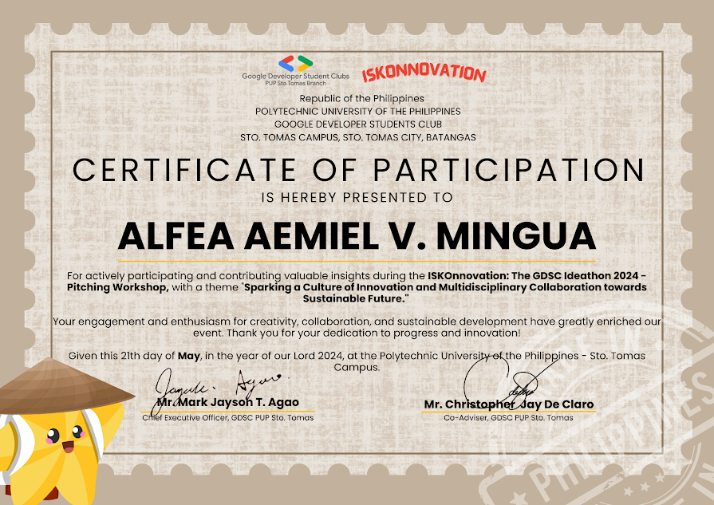 Google Developer Student Clubs
PUP Sto Tomas Branch
ISKONNOVATION
Republic of the Philippines
POLYTECHNIC UNIVERSITY OF THE PHILIPPINES
GOOGLE DEVELOPER STUDENTS CLUB
STO. TOMAS CAMPUS, STO. TOMAS CITY, BATANGAS
CERTIFICATE OF PARTICIPATION
IS HEREBY PRESENTED TO
ALFEA AEMIEL V. MINGUA
For actively participating and contributing valuable insights during the ISKOnnovation: The GDSC Ideathon 2024 -
Pitching Workshop, with a theme "Sparking a Culture of Innovation and Multidisciplinary Collaboration towards
Sustainable Future."
Your engagement and enthusiasm for creativity, collaboration, and sustainable development have greatly enriched our
event. Thank you for your dedication to progress and innovation!
Given this 21th day of May, in the year of our Lord 2024, at the Polytechnic University of the Philippines - Sto. Tomas
Campus.
Mr. Mark Jayson T. Agao
Chief Executive Officer, GDSC PUP Sto. Tomas
Mr. Christopher Jay De Claro
Co-Adviser, GDSC PUP Sto. Tomas
PHILIPPINES